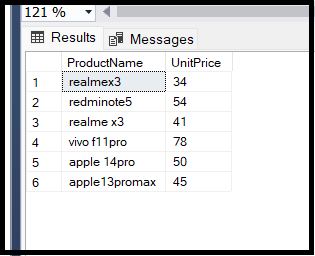 121 %
Results Messages
ProductName UnitPrice
1 realmex3 34
2 redminote5 54
3 realme x3 41
4 vivo f11pro 78
5 apple 14pro 50
6 apple13promax 45